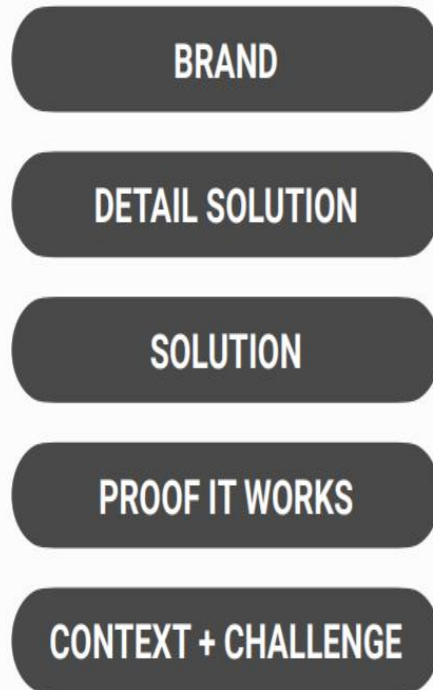 BRAND
DETAIL SOLUTION
SOLUTION
PROOF IT WORKS
CONTEXT + CHALLENGE